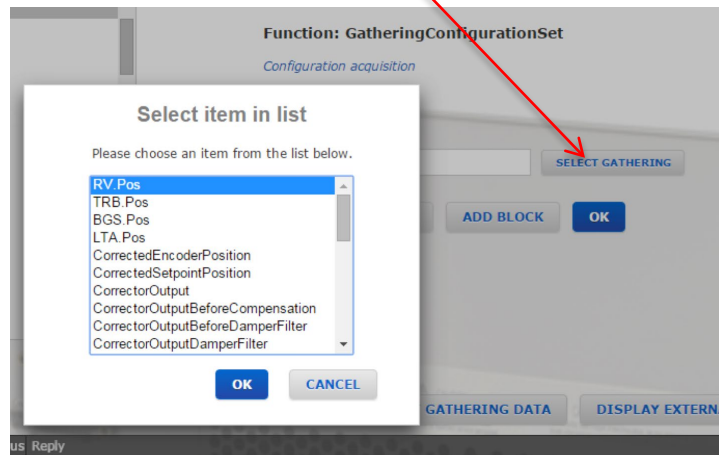 Function: GatheringConfigurationSet
Configuration acquisition
Select item in list
Please choose an item from the list below.
RV.Pos
TRB.Pos
BGS.Pos
LTA.Pos
CorrectedEncoderPosition
CorrectedSetpointPosition
CorrectorOutput
CorrectorOutputBeforeCompensation
CorrectorOutputBeforeDamperFilter
CorrectorOutputDamperFilter
OK CANCEL
SELECT GATHERING
ADD BLOCK OK
GATHERING DATA DISPLAY EXTERN
us Reply